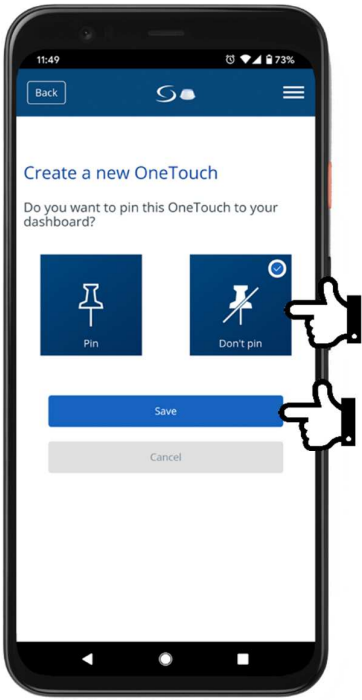 11:49
73%
Back
Create a new OneTouch
Do you want to pin this OneTouch to your
dashboard?
Pin
Don't pin
Save
Cancel